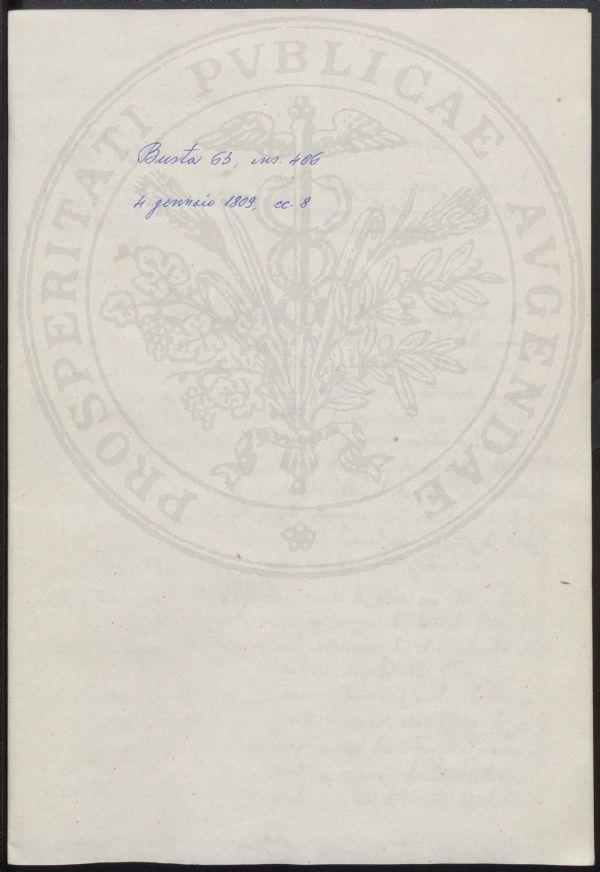 Busta 63, ins. 406
4 gennaio 1809, cc. 8
PROSPERITATI PVBLICAE AVGENDAE